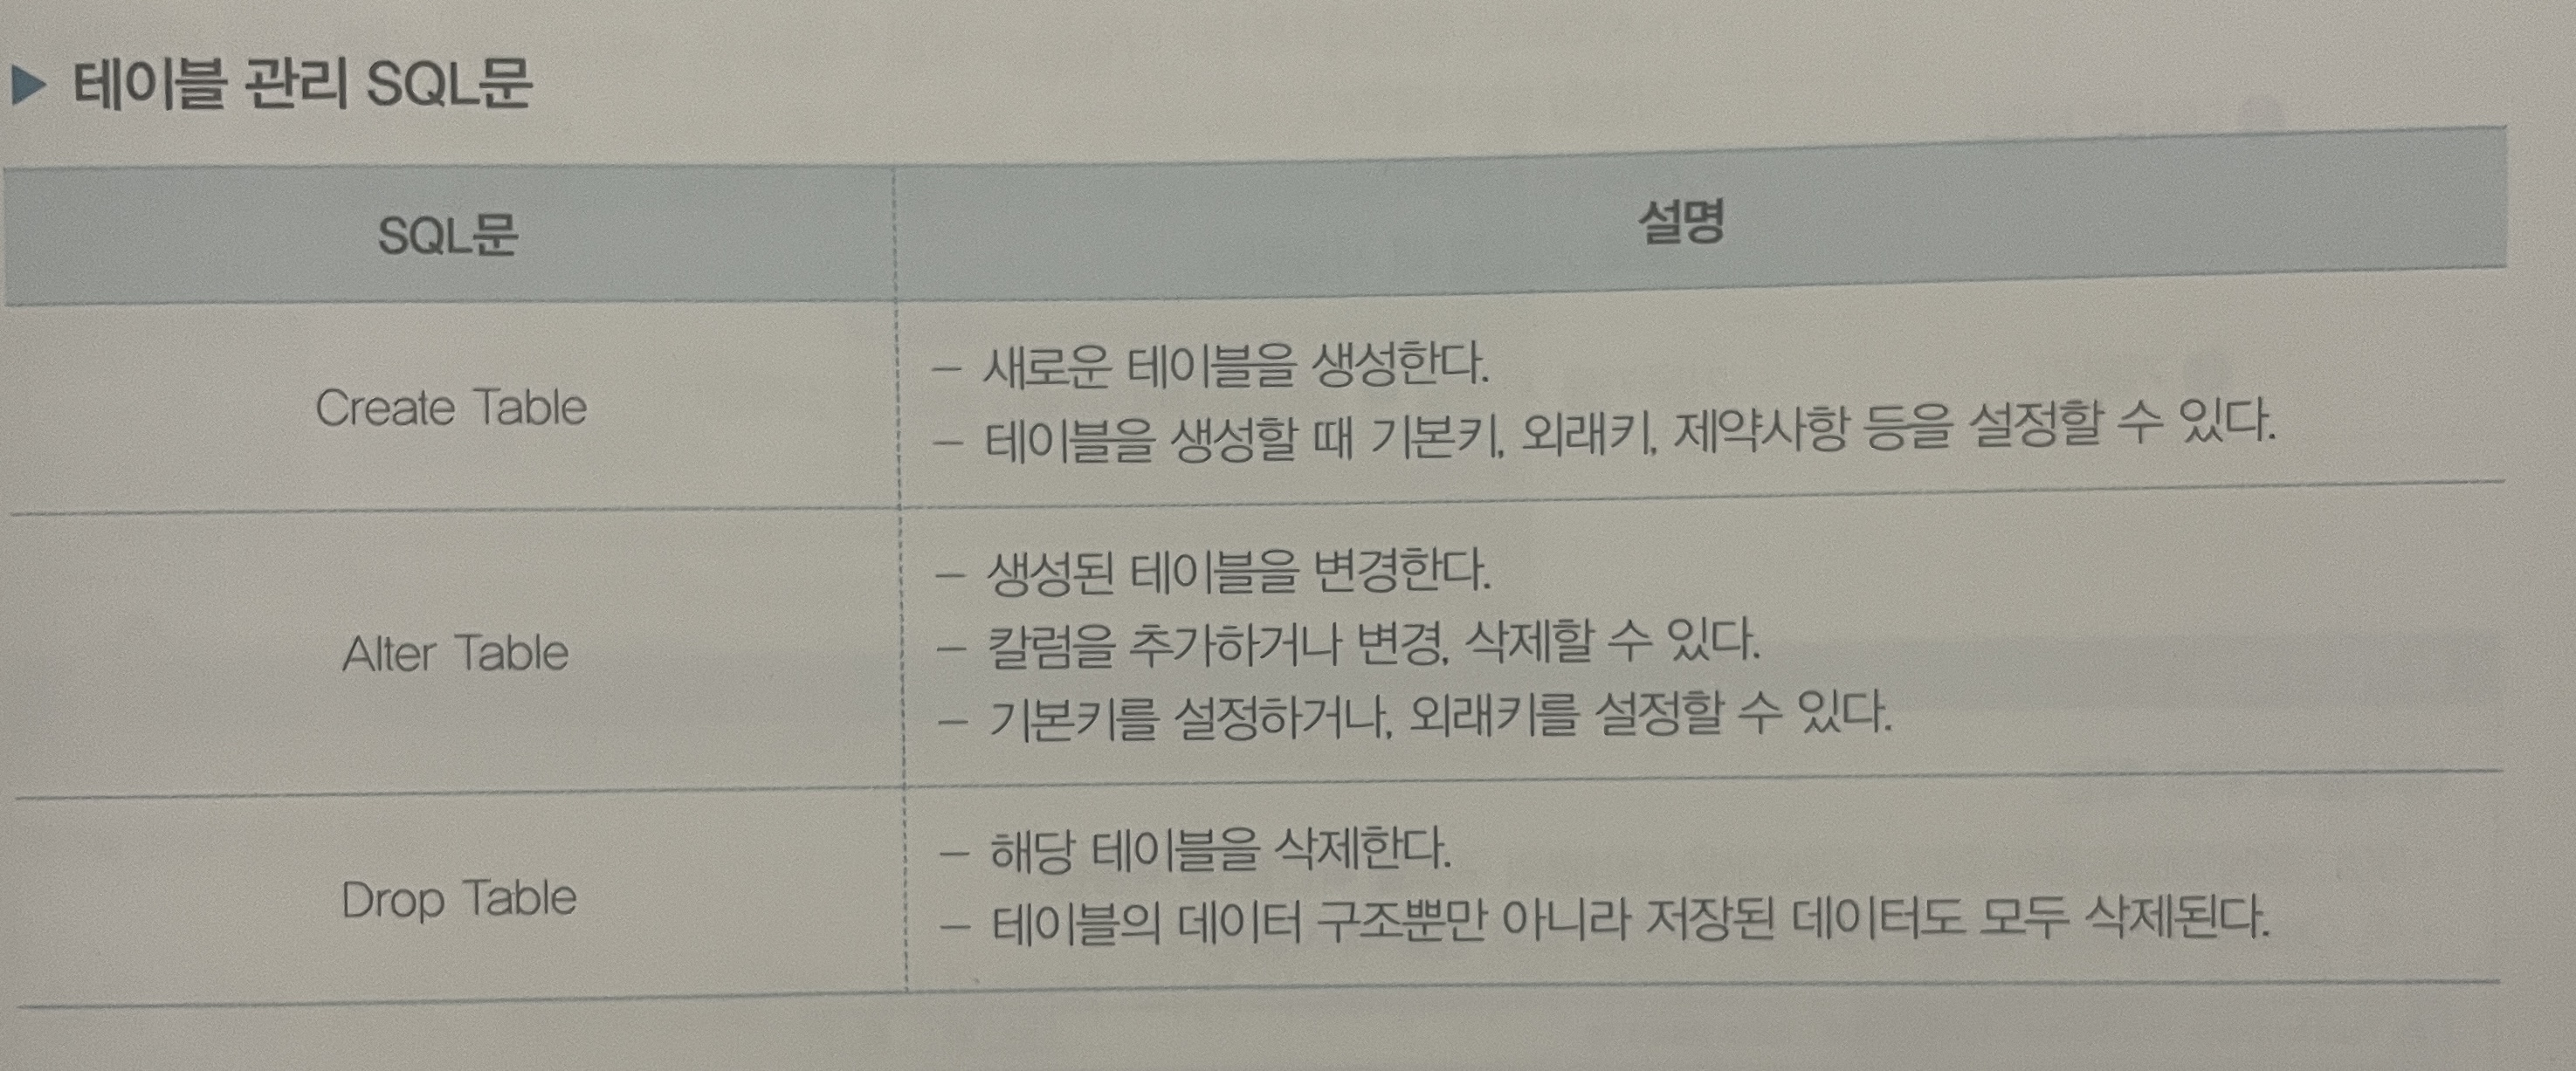 ▶ 테이블 관리 SQL문
SQL문 설명
Create Table
– 새로운 테이블을 생성한다.
– 테이블을 생성할 때 기본키, 외래키, 제약사항 등을 설정할 수 있다.
Alter Table
– 생성된 테이블을 변경한다.
– 칼럼을 추가하거나 변경, 삭제할 수 있다.
– 기본키를 설정하거나, 외래키를 설정할 수 있다.
Drop Table
– 해당 테이블을 삭제한다.
– 테이블의 데이터 구조뿐만 아니라 저장된 데이터도 모두 삭제된다.